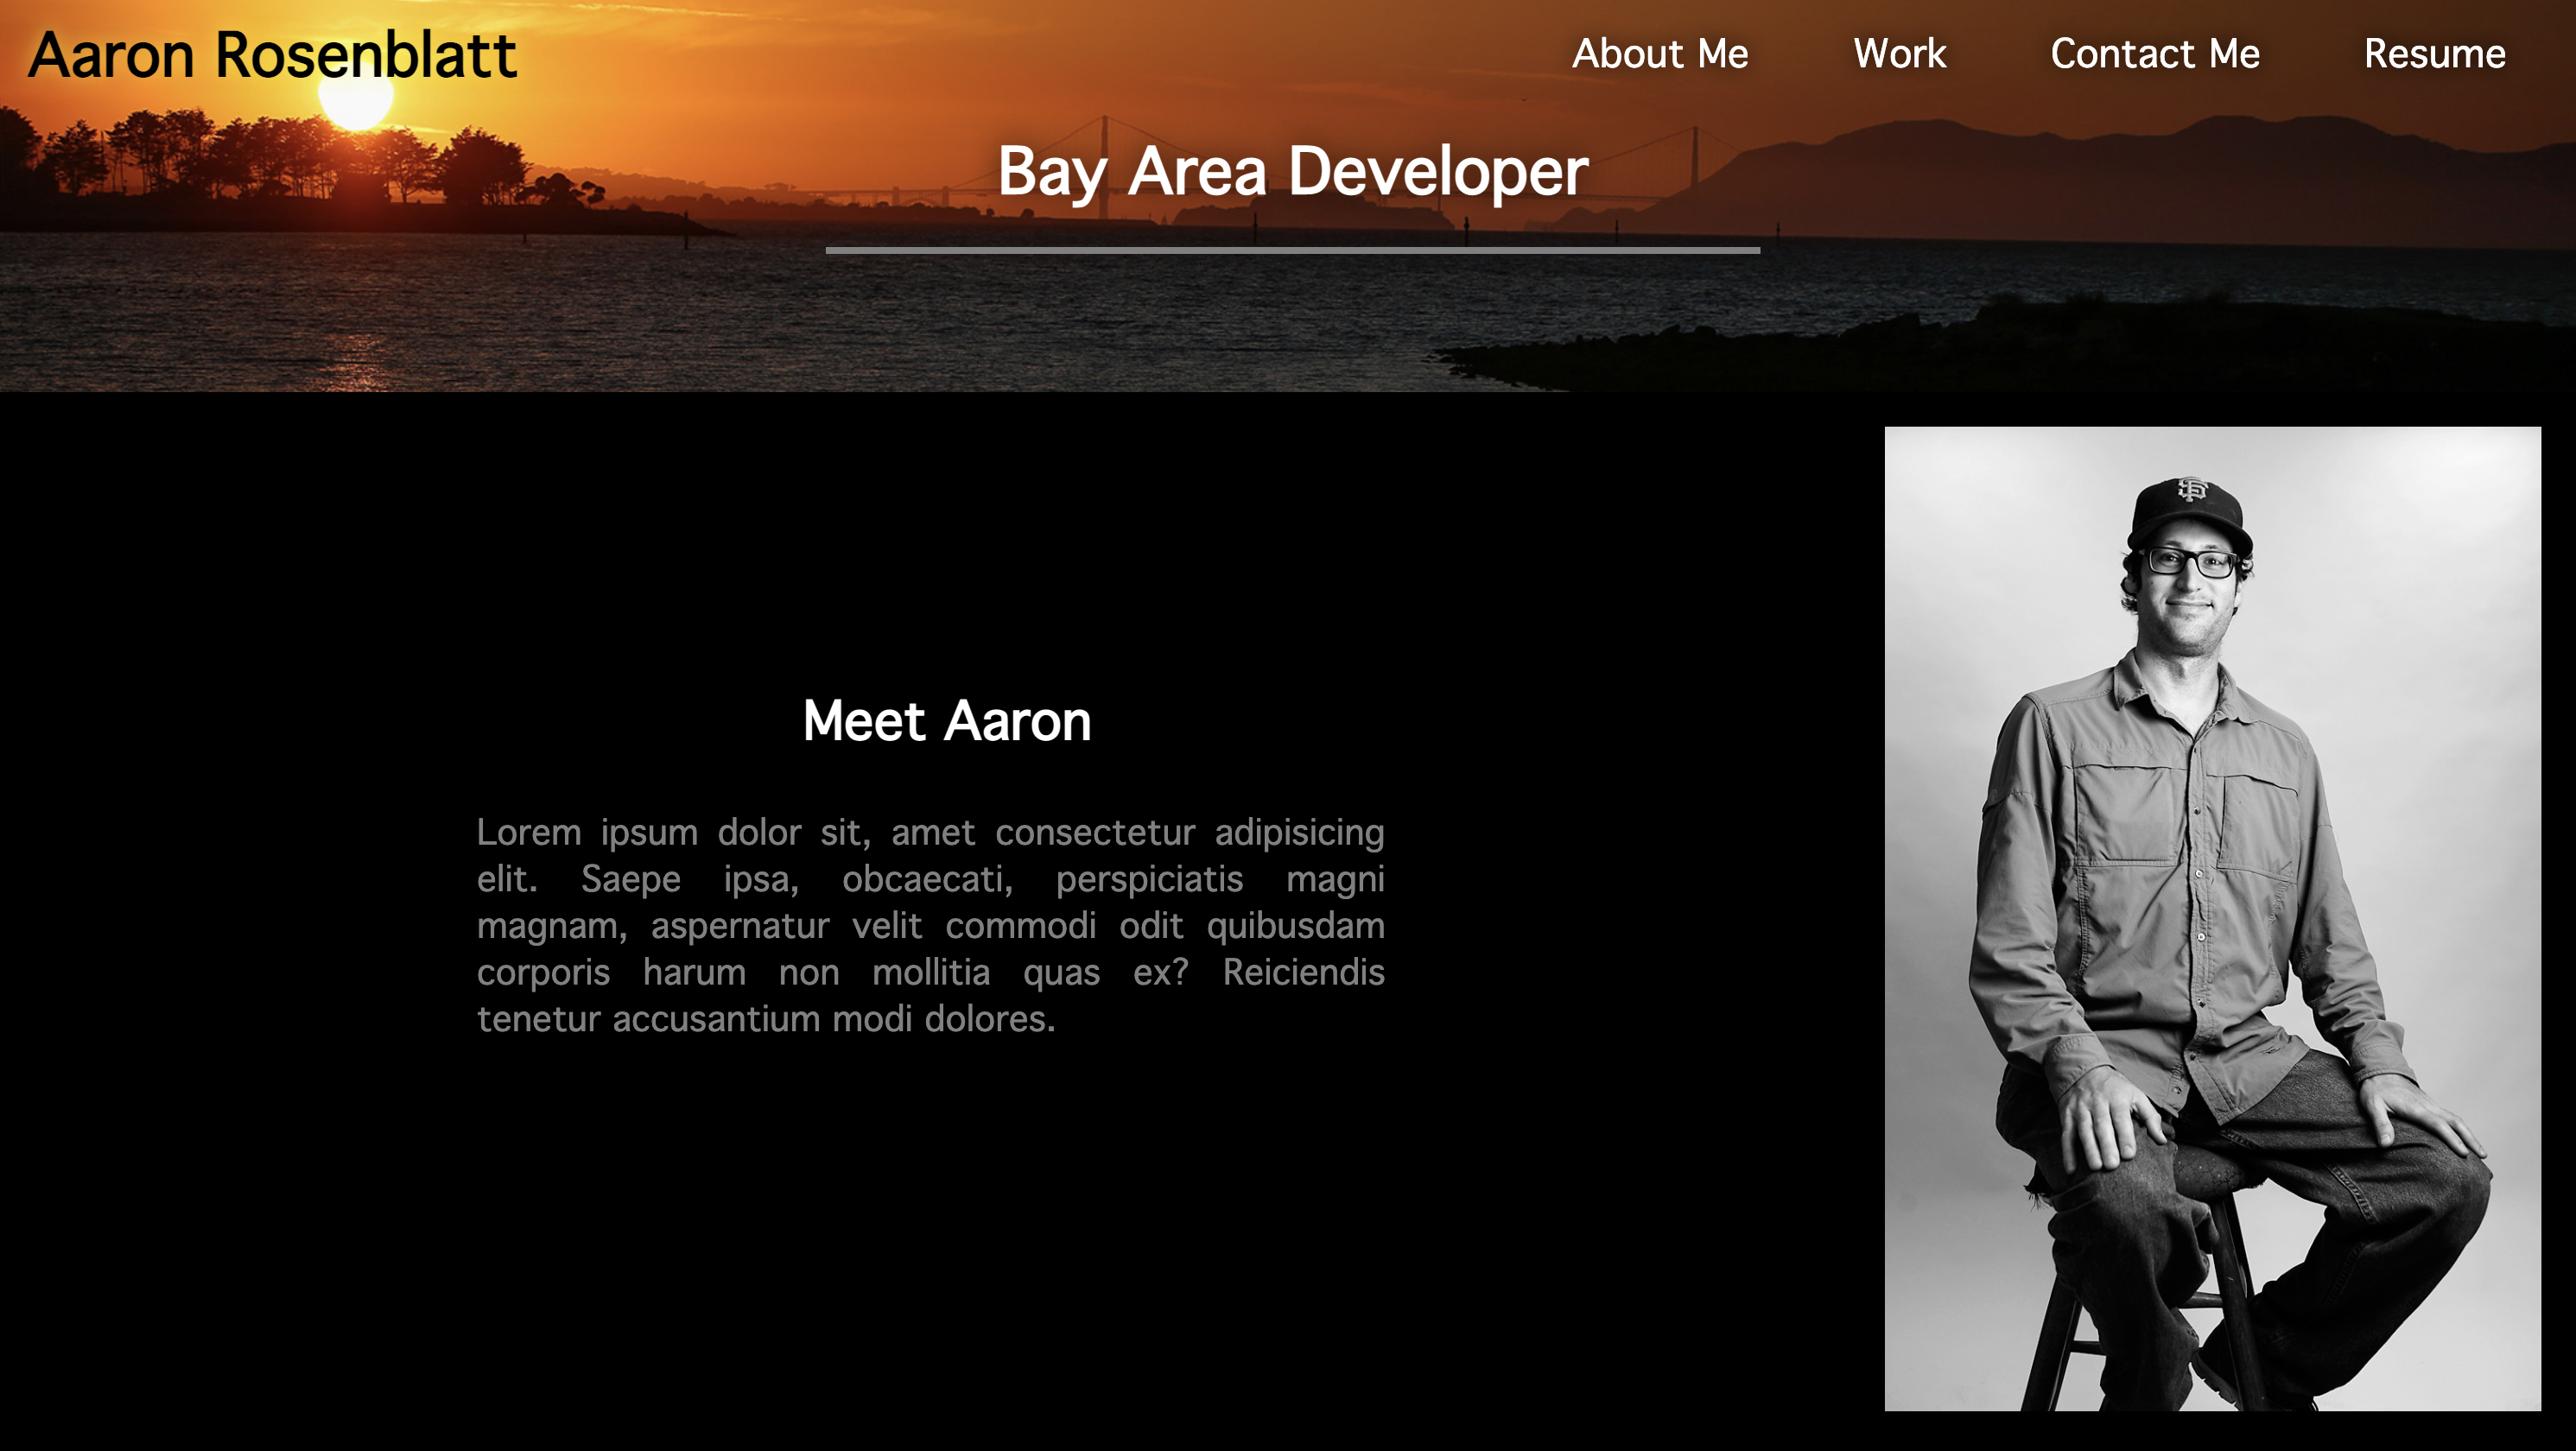 Aaron Rosenblatt
About Me
Work
Contact Me
Resume
Bay Area Developer
SF
Meet Aaron
Lorem ipsum dolor sit, amet consectetur adipisicing
elit. Saepe ipsa, obcaecati, perspiciatis magni
magnam, aspernatur velit commodi odit quibusdam
corporis harum non mollitia quas ex? Reiciendis
tenetur accusantium modi dolores.